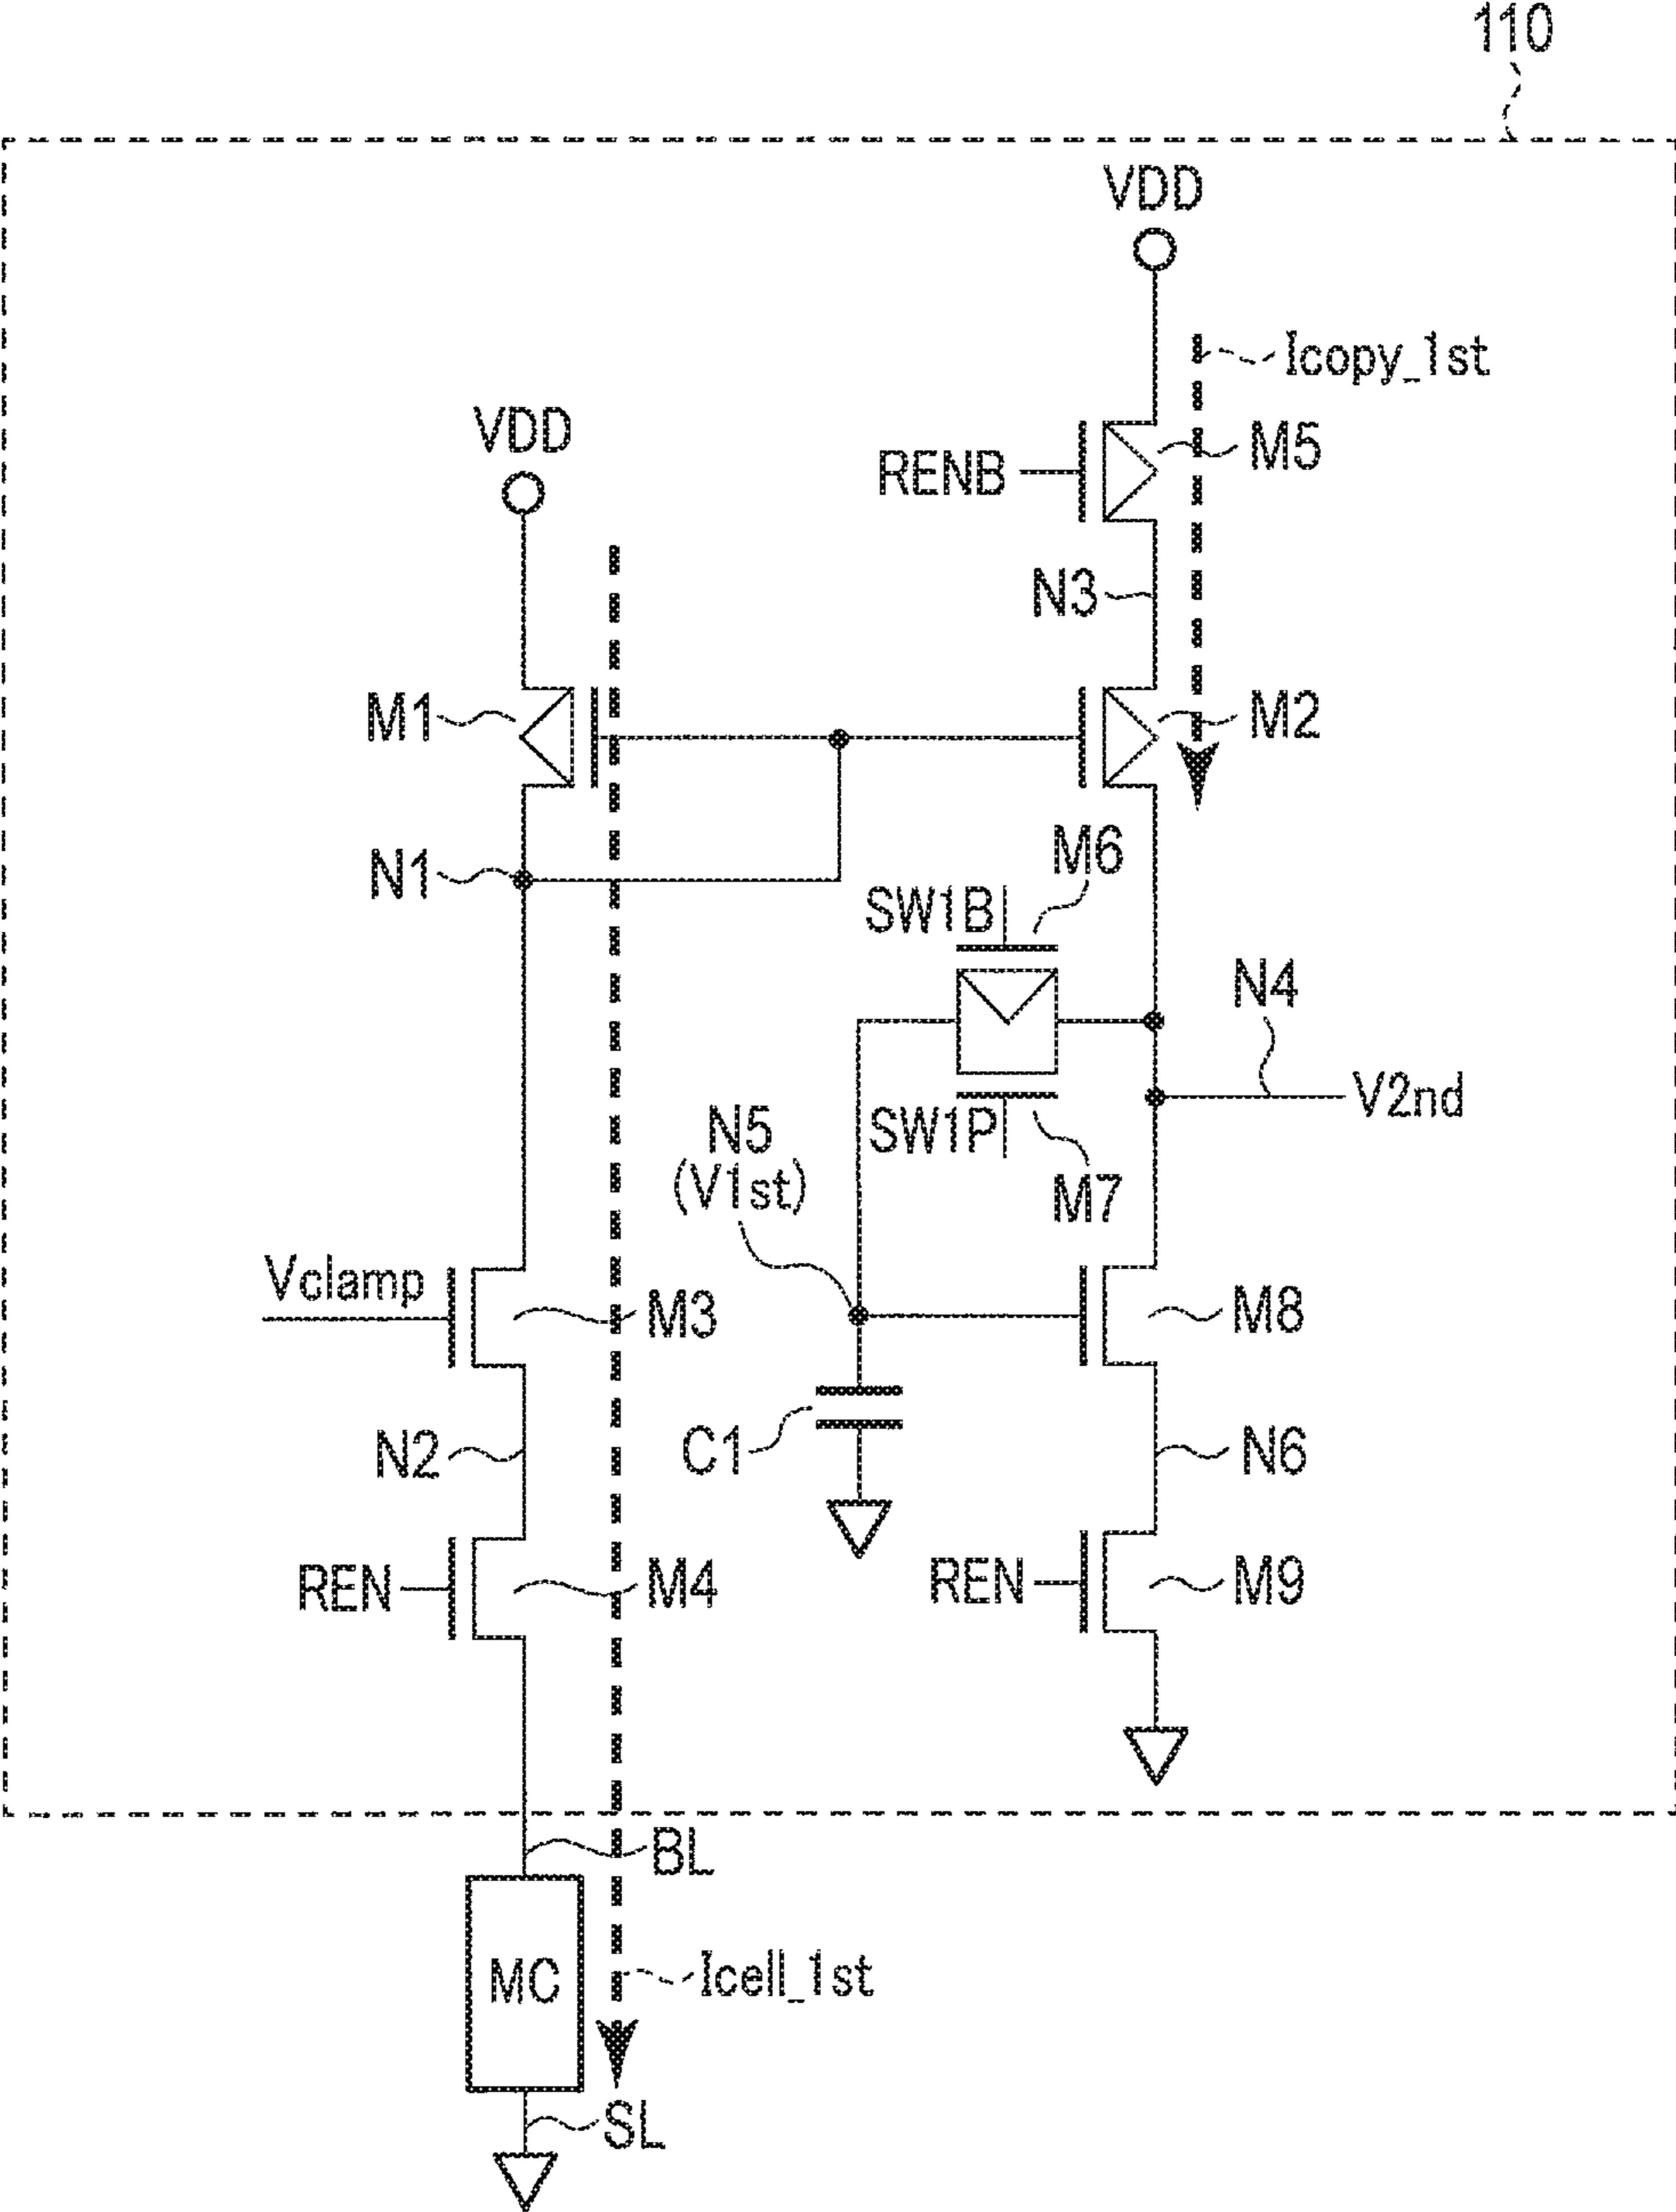 110
VDD
Icopy_1st
VDD
RENB
M5
N3
M1
M2
M6
N1
SW1B
N4
V2nd
SW1P
N5
(V1st)
M7
Vclamp
M3
M8
C1
N2
N6
REN
M4
REN
M9
BL
MC
Icell_1st
SL